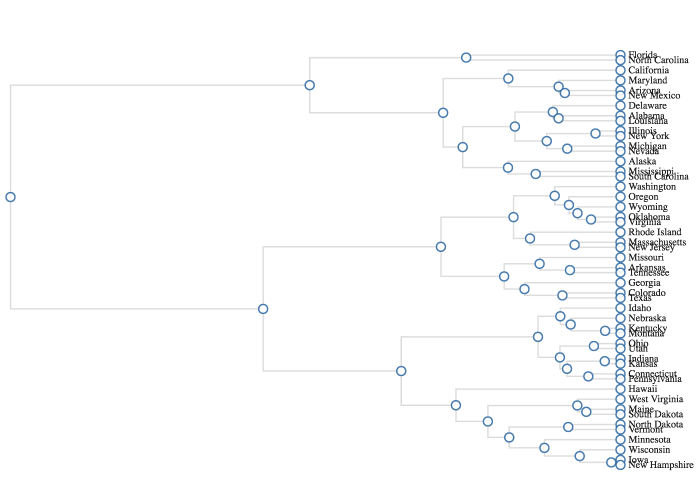 Florida
North Carolina
California
Maryland
Arizona
New Mexico
Delaware
Alabama
Louisiana
Illinois
New York
Michigan
Nevada
Alaska
Mississippi
South Carolina
Washington
Oregon
Wyoming
Oklahoma
Virginia
Rhode Island
Massachusetts
New Jersey
Missouri
Arkansas
Tennessee
Georgia
Colorado
Texas
Idaho
Nebraska
Kentucky
Montana
Ohio
Utah
Indiana
Kansas
Connecticut
Pennsylvania
Hawaii
West Virginia
Maine
South Dakota
North Dakota
Vermont
Minnesota
Wisconsin
Iowa
New Hampshire